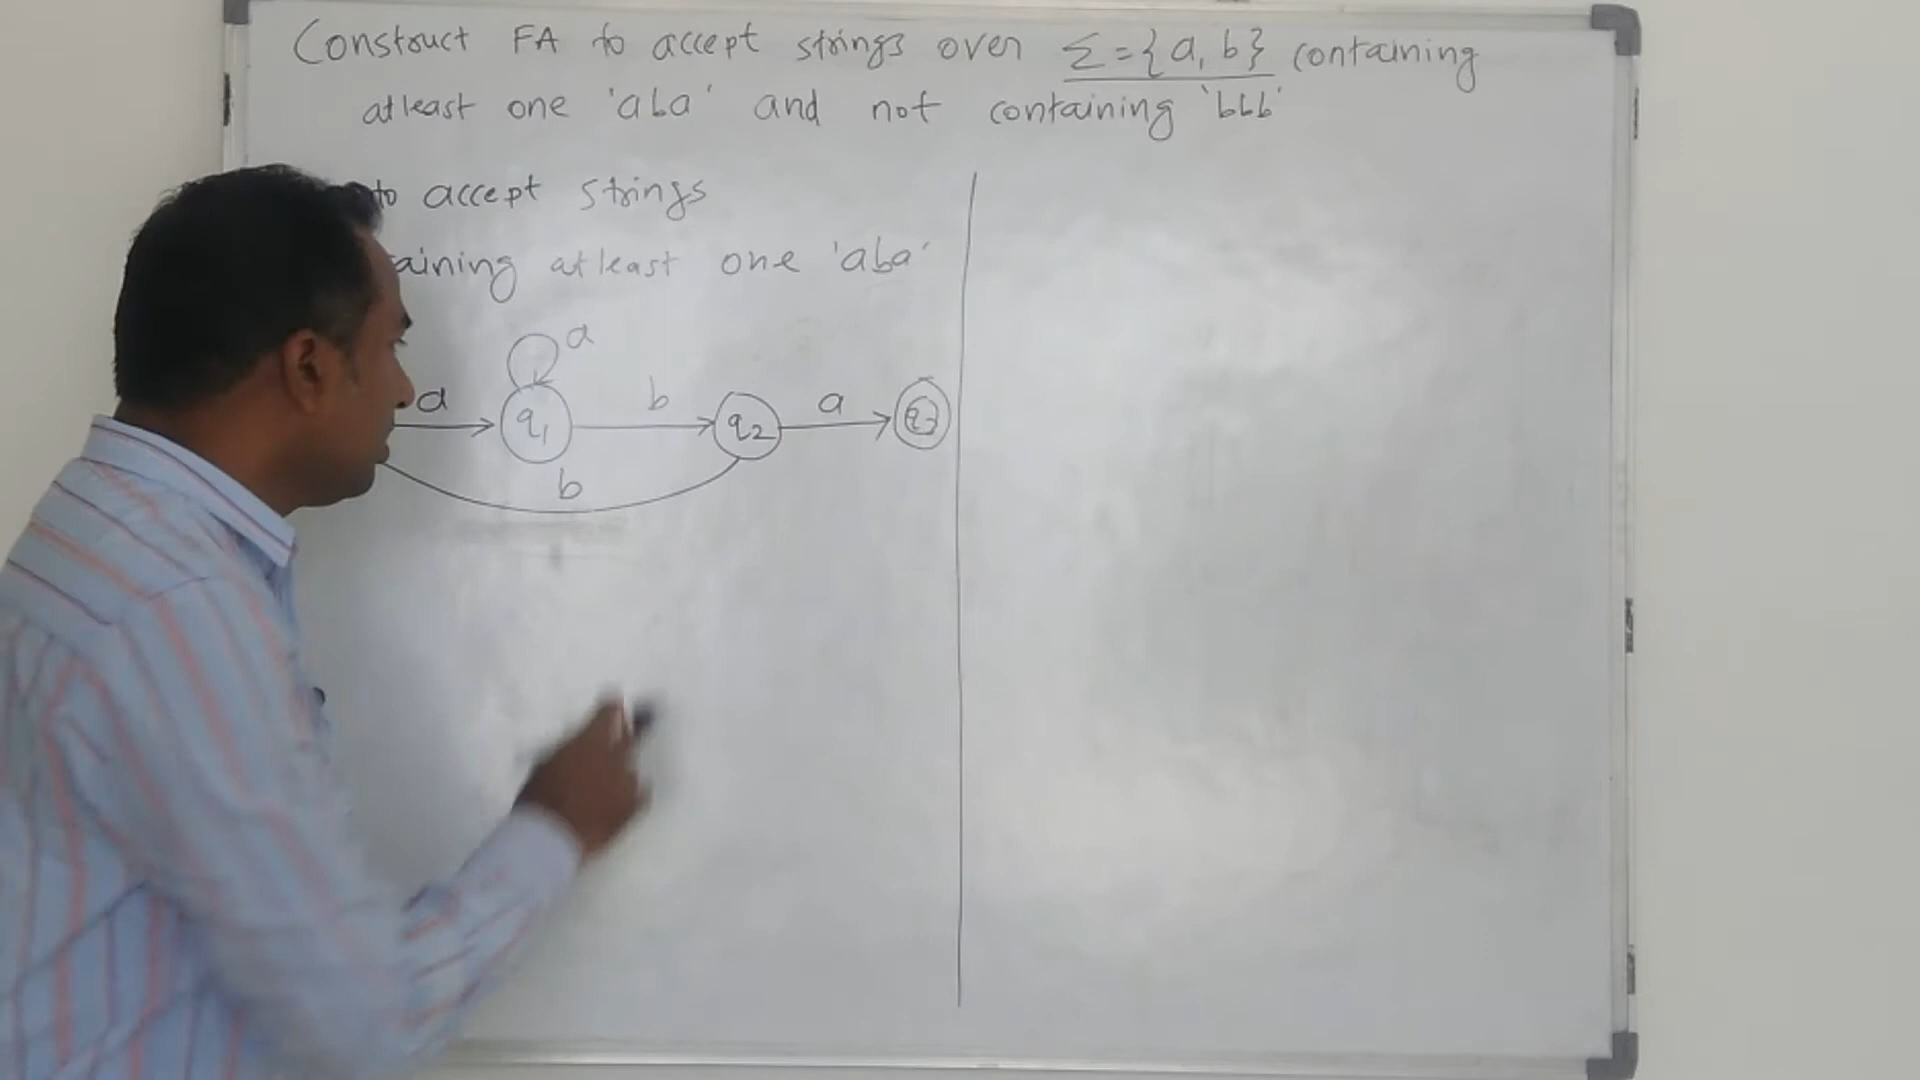 Construct FA to accept strings over Σ={a, b} containing
atleast one 'aba' and not containing 'bbb'
to accept strings
aining atleast one 'aba'
a
a b a
q1 q2 q3
b